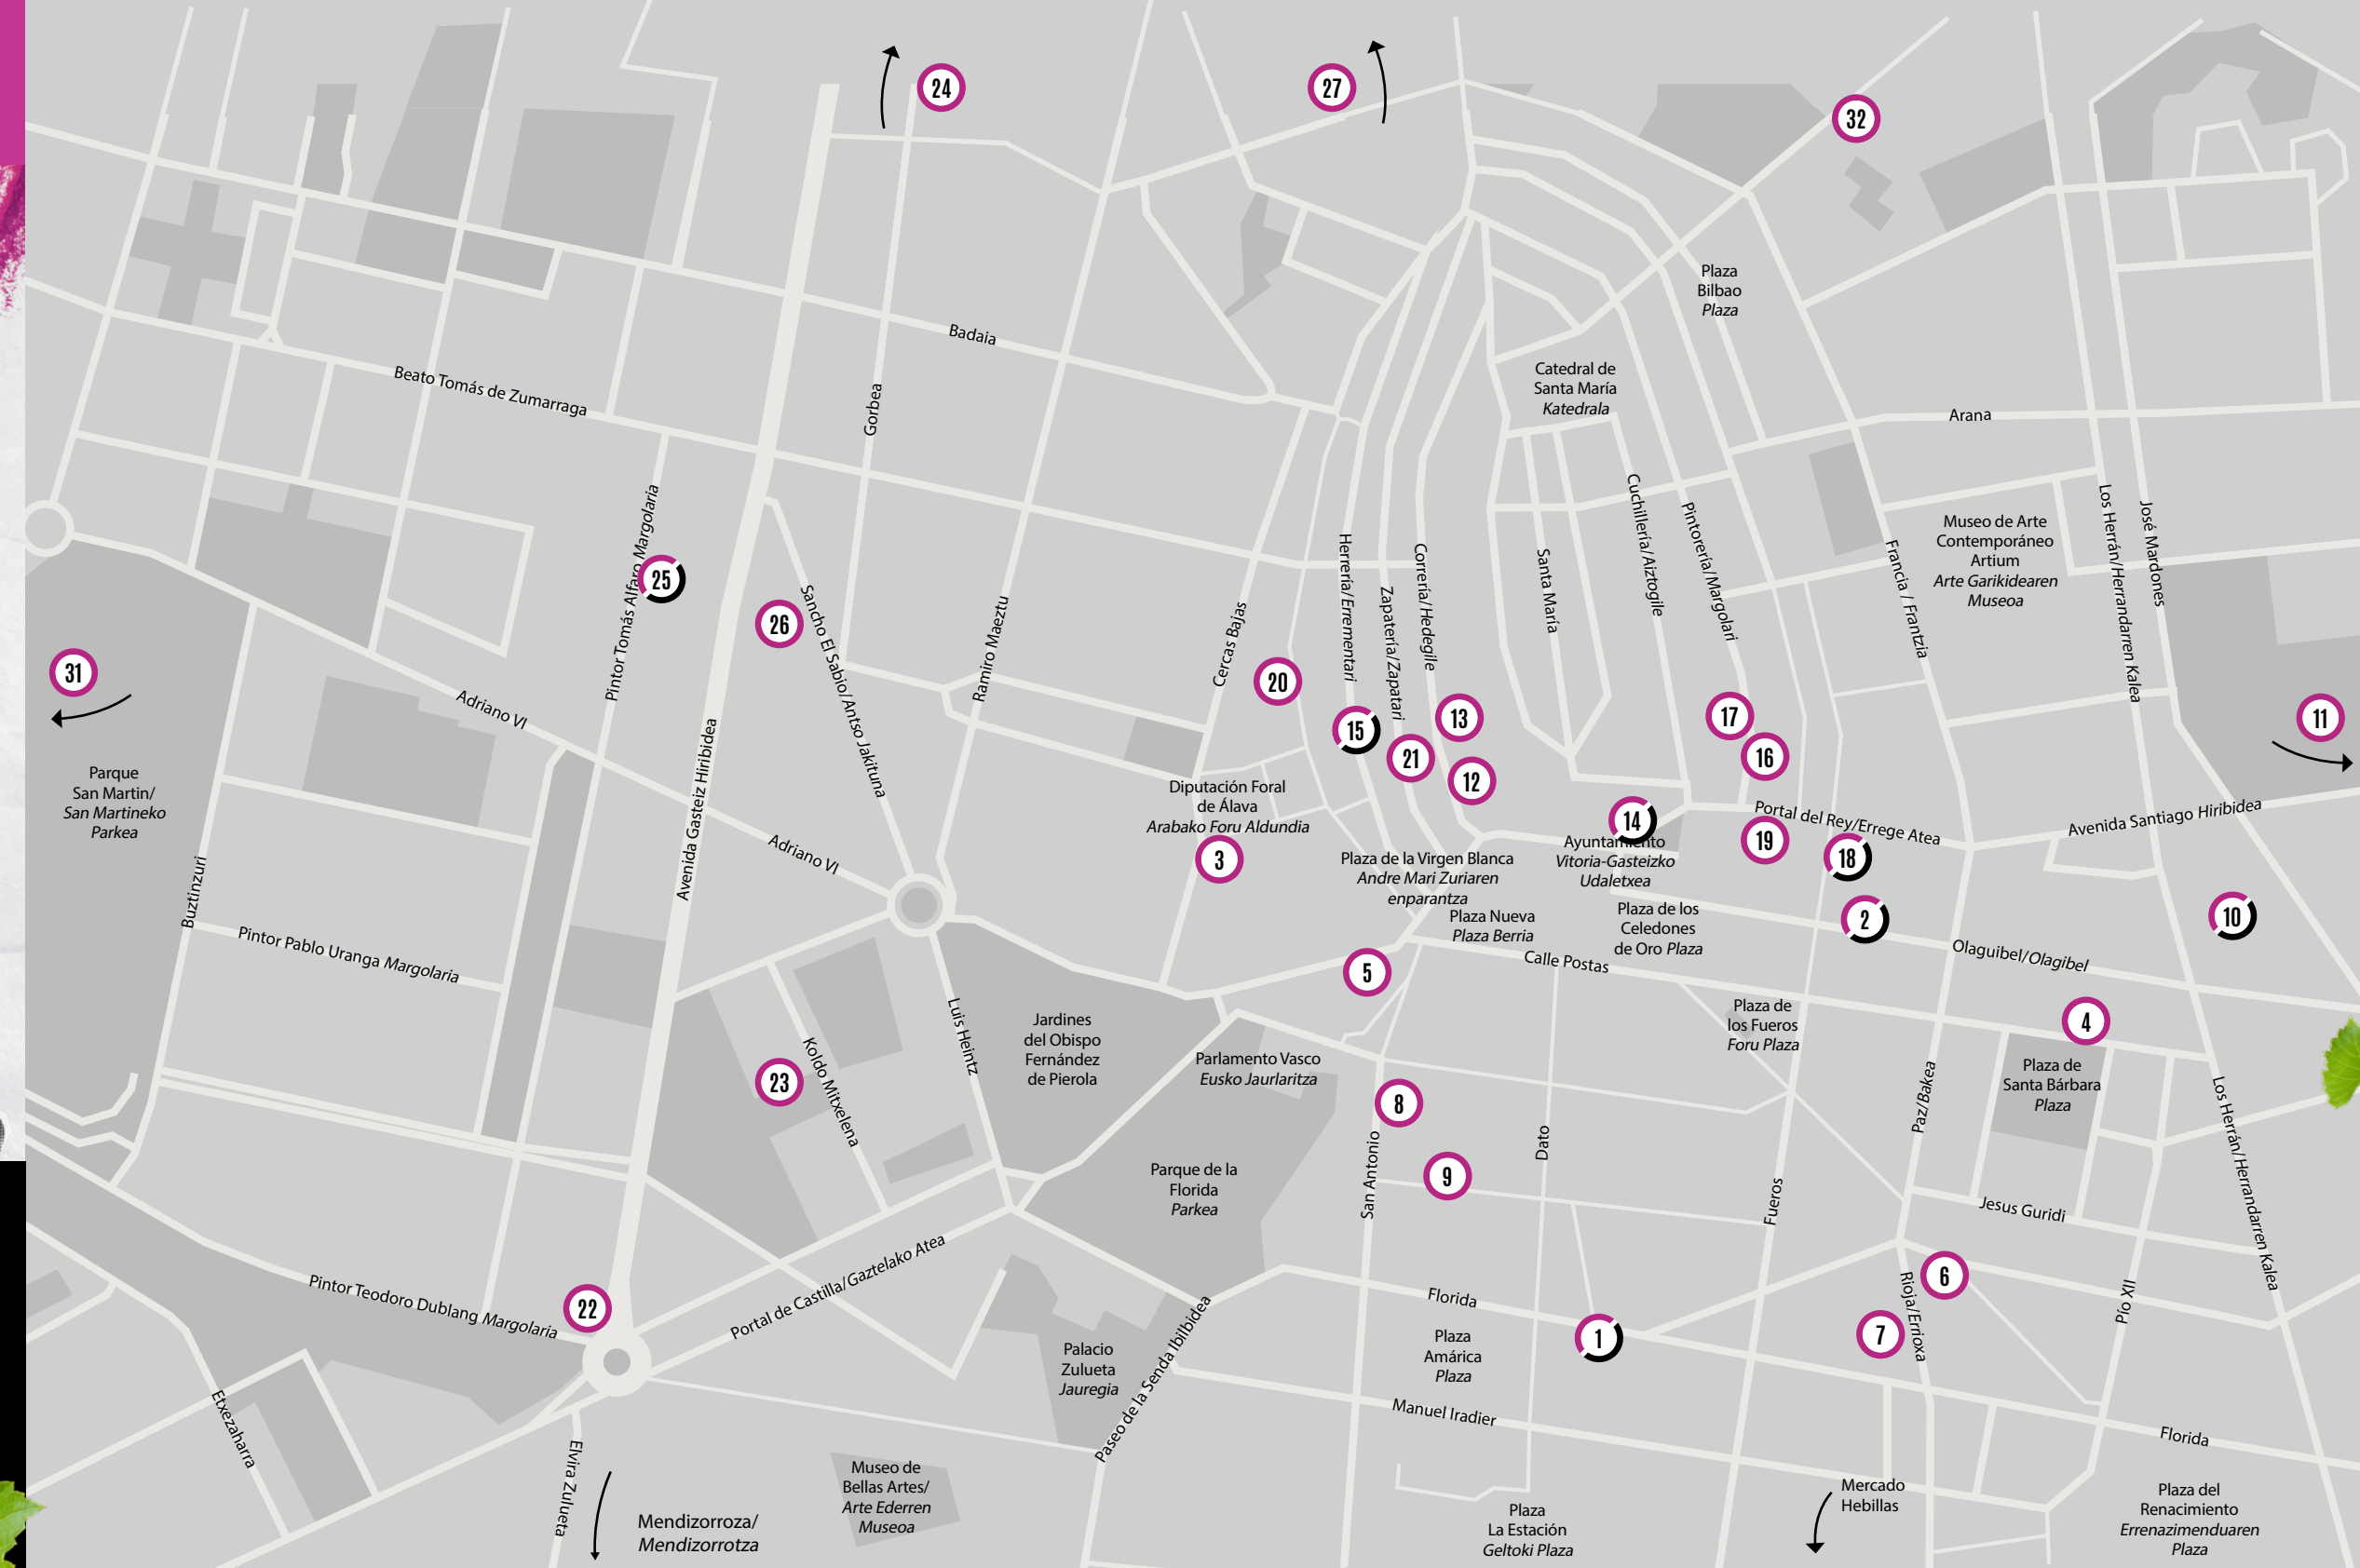 24
27
32
Plaza
Bilbao
Plaza
Badaia
Catedral de
Santa María
Katedrala
Beato Tomás de Zumarraga
Gorbea
Arana
Pintor Tomás Alfaro Margolaria
25
26
Sancho El Sabio/Antso Jakituna
Ramiro Maeztu
Cercas Bajas
Herrería/Errementari
Zapatería/Zapatari
Correría/Hedegile
Santa María
Cuchillería/Aiztogile
Pintorería/Margolari
Francia / Frantzia
Museo de Arte
Contemporáneo
Artium
Arte Garikidearen
Museoa
Los Herrán/Herrandarren Kalea
José Mardones
31
Parque
San Martin/
San Martineko
Parkea
Adriano VI
Avenida Gasteiz Hiribidea
20
15
13
21
12
17
16
11
Diputación Foral
de Álava
Arabako Foru Aldundia
3
14
Ayuntamiento
Vitoria-Gasteizko
Udaletxea
Portal del Rey/Errege Atea
19
18
Avenida Santiago Hiribidea
Adriano VI
Buztinzuri
Plaza de la Virgen Blanca
Andre Mari Zuriaren
enparantza
Plaza Nueva
Plaza Berria
Plaza de los
Celedones
de Oro Plaza
2
10
Pintor Pablo Uranga Margolaria
5
Calle Postas
Olaguibel/Olagibel
Luis Heintz
Jardines
del Obispo
Fernández
de Pierola
Plaza de
los Fueros
Foru Plaza
4
Koldo Mitxelena
23
Parlamento Vasco
Eusko Jaurlaritza
8
Plaza de
Santa Bárbara
Plaza
Paz/Bakea
Los Herrán/Herrandarren Kalea
San Antonio
9
Dato
Parque de la
Florida
Parkea
Fueros
Jesus Guridi
Portal de Castilla/Gaztelako Atea
Pintor Teodoro Dublang Margolaria
22
Florida
6
Rioja/Errioxa
Pío XII
Paseo de la Senda Ibilbidea
Palacio
Zulueta
Jauregia
Plaza
Amárica
Plaza
1
7
Etxezahara
Manuel Iradier
Florida
Elvira Zulueta
Museo de
Bellas Artes/
Arte Ederren
Museoa
Mercado
Hebillas
Mendizorroza/
Mendizorrotza
Plaza
La Estación
Geltoki Plaza
Plaza del
Renacimiento
Errenazimenduaren
Plaza